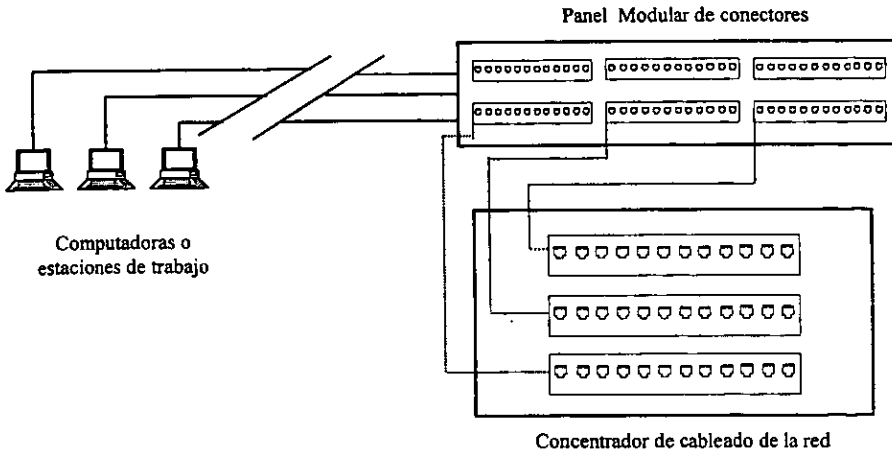 Panel Modular de conectores
Computadoras o
estaciones de trabajo
Concentrador de cableado de la red